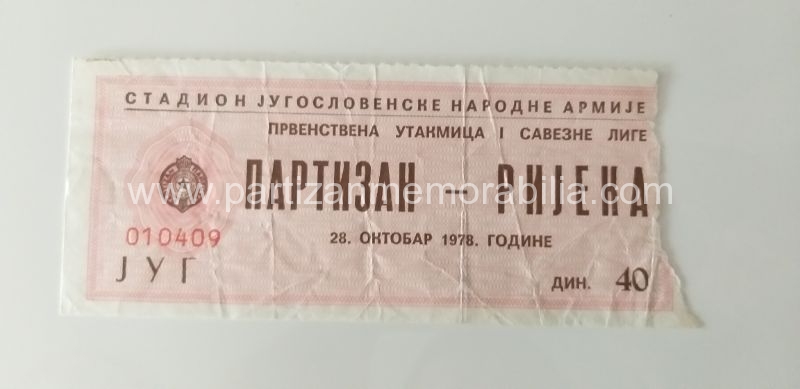 СТАДИОН ЈУГОСЛОВЕНСКЕ НАРОДНЕ АРМИЈЕ
ПРВЕНСТВЕНА УТАКМИЦА I САВЕЗНЕ ЛИГЕ
ПАРТИЗАН — РИЈЕКА
www.partizanmemorabilia.com
010409
28. ОКТОБАР 1978. ГОДИНЕ
ЈУГ
ДИН. 40